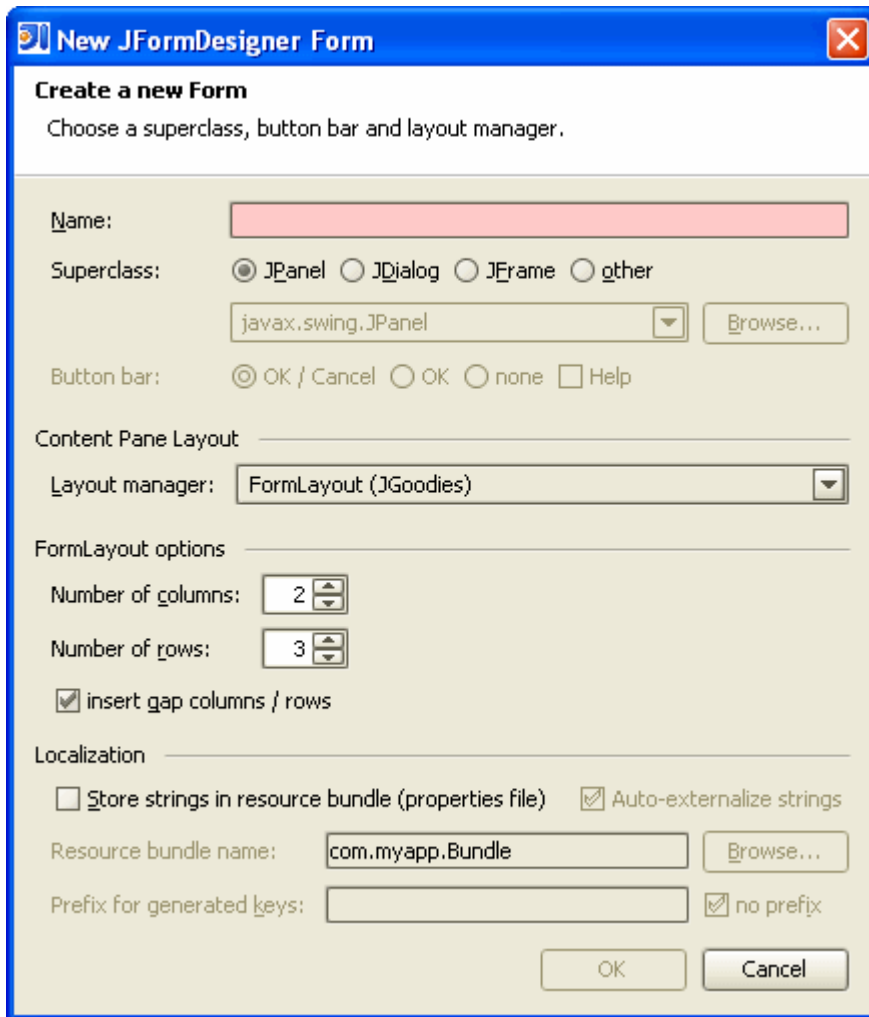 New JFormDesigner Form
Create a new Form
Choose a superclass, button bar and layout manager.
Name:
Superclass: JPanel JDialog JFrame other
javax.swing.JPanel Browse...
Button bar: OK / Cancel OK none Help
Content Pane Layout
Layout manager: FormLayout (JGoodies)
FormLayout options
Number of columns: 2
Number of rows: 3
insert gap columns / rows
Localization
Store strings in resource bundle (properties file) Auto-externalize strings
Resource bundle name: com.myapp.Bundle Browse...
Prefix for generated keys: no prefix
OK Cancel